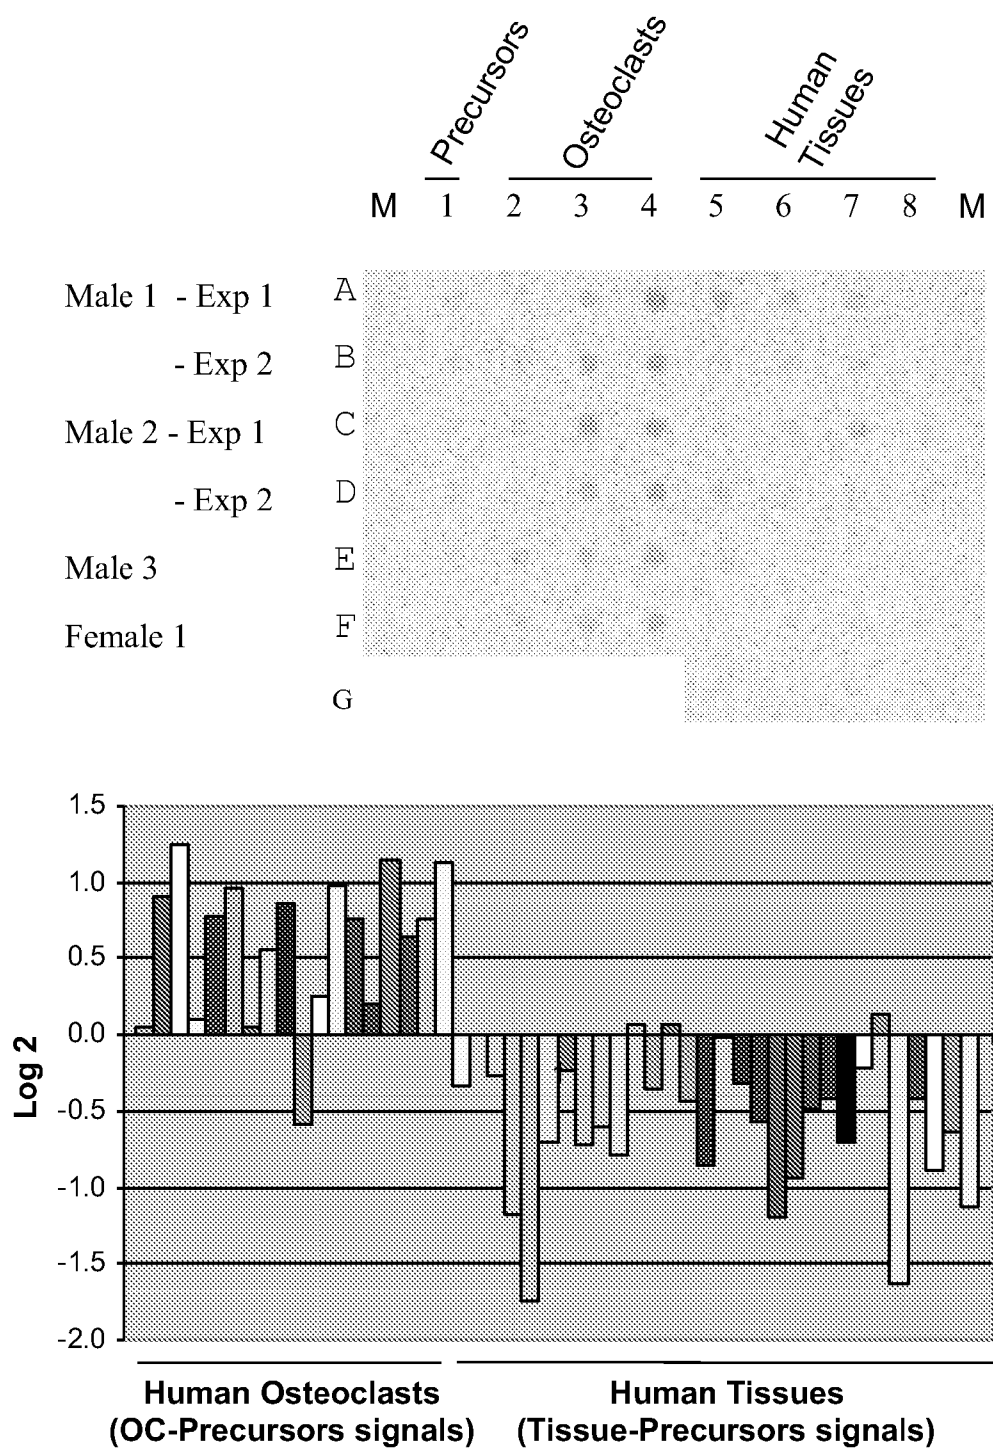 Precursors
Osteoclasts
Human
Tissues
M 1 2 3 4 5 6 7 8 M
Male 1 - Exp 1 A
- Exp 2 B
Male 2 - Exp 1 C
- Exp 2 D
Male 3 E
Female 1 F
G
1.5
1.0
0.5
0.0
-0.5
-1.0
-1.5
-2.0
Log 2
Human Osteoclasts
(OC-Precursors signals)
Human Tissues
(Tissue-Precursors signals)